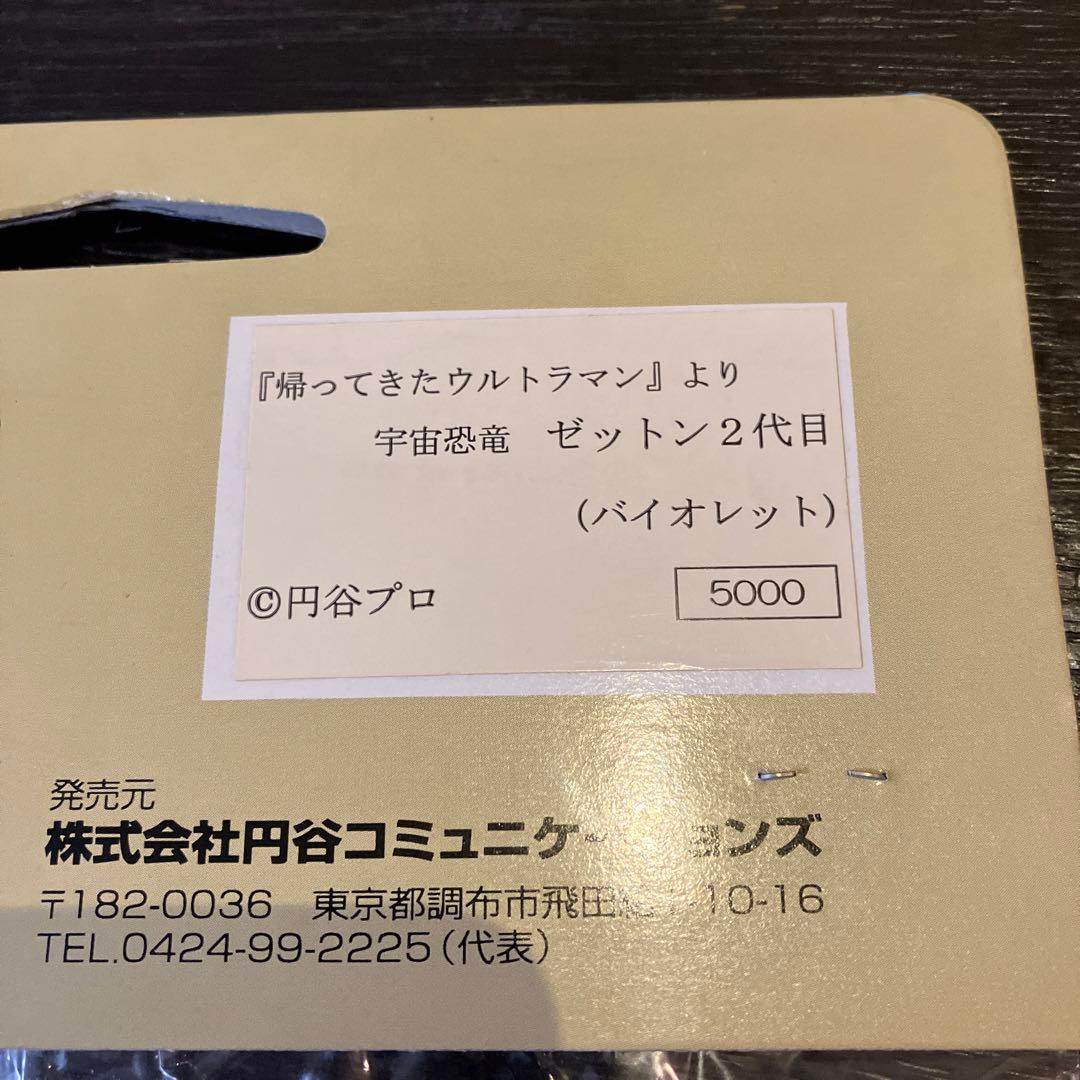 『帰ってきたウルトラマン』より
宇宙恐竜　ゼットン２代目
(バイオレット)
©円谷プロ
5000
発売元
株式会社円谷コミュニケーションズ
〒182-0036　東京都調布市飛田給 10-16
TEL.0424-99-2225(代表)